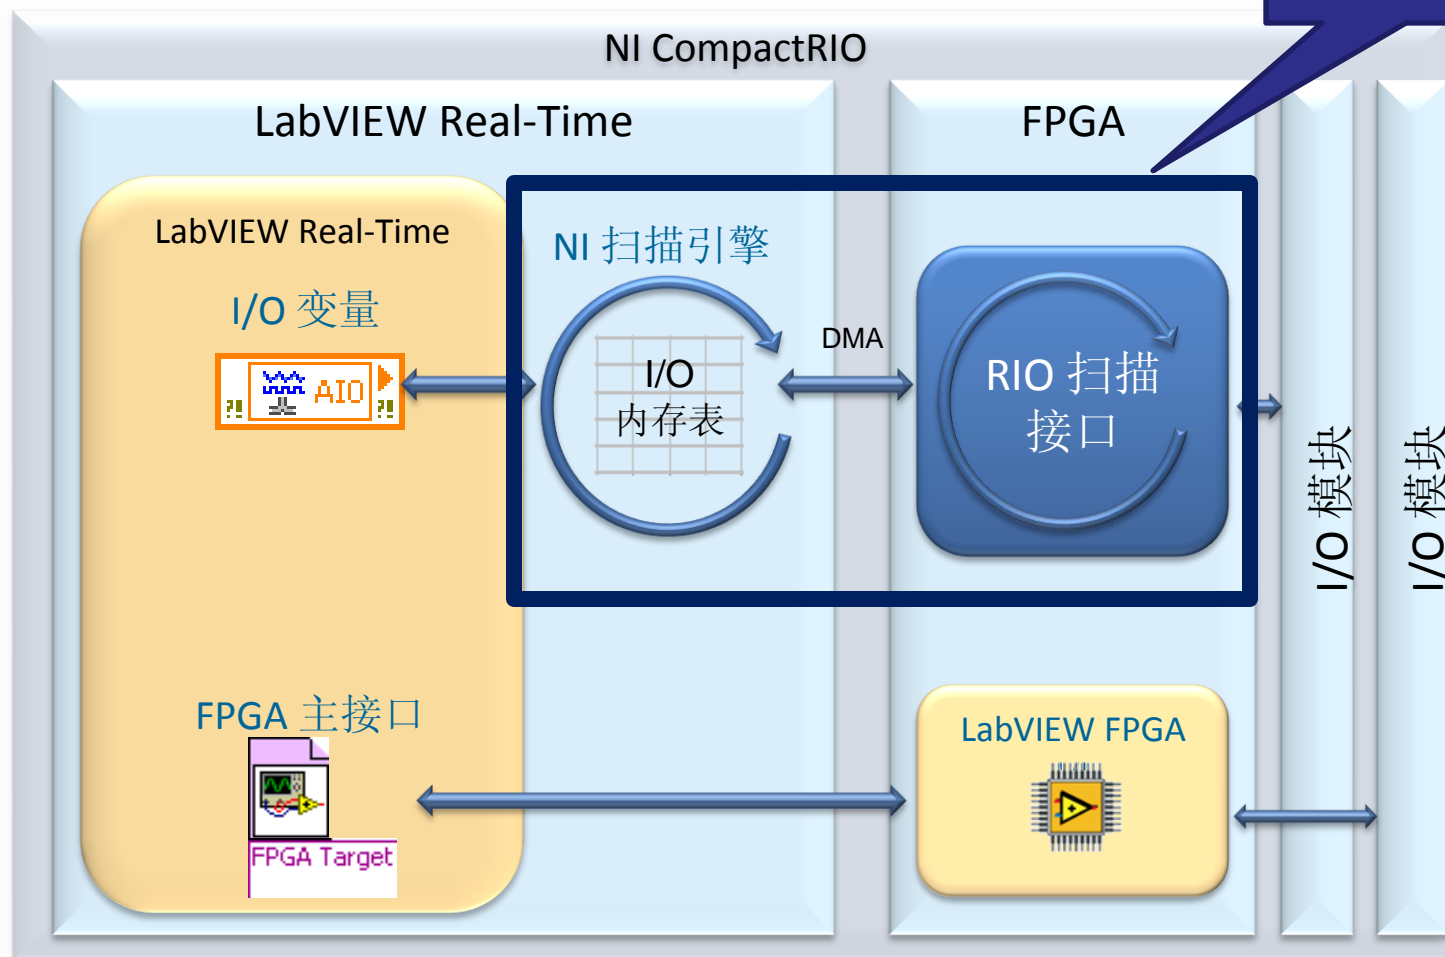 NI CompactRIO
LabVIEW Real-Time
FPGA
LabVIEW Real-Time
I/O 变量
?! AIO ?!
NI 扫描引擎
I/O
内存表
DMA
RIO 扫描
接口
I/O 模块
I/O 模块
FPGA 主接口
FPGA Target
LabVIEW FPGA